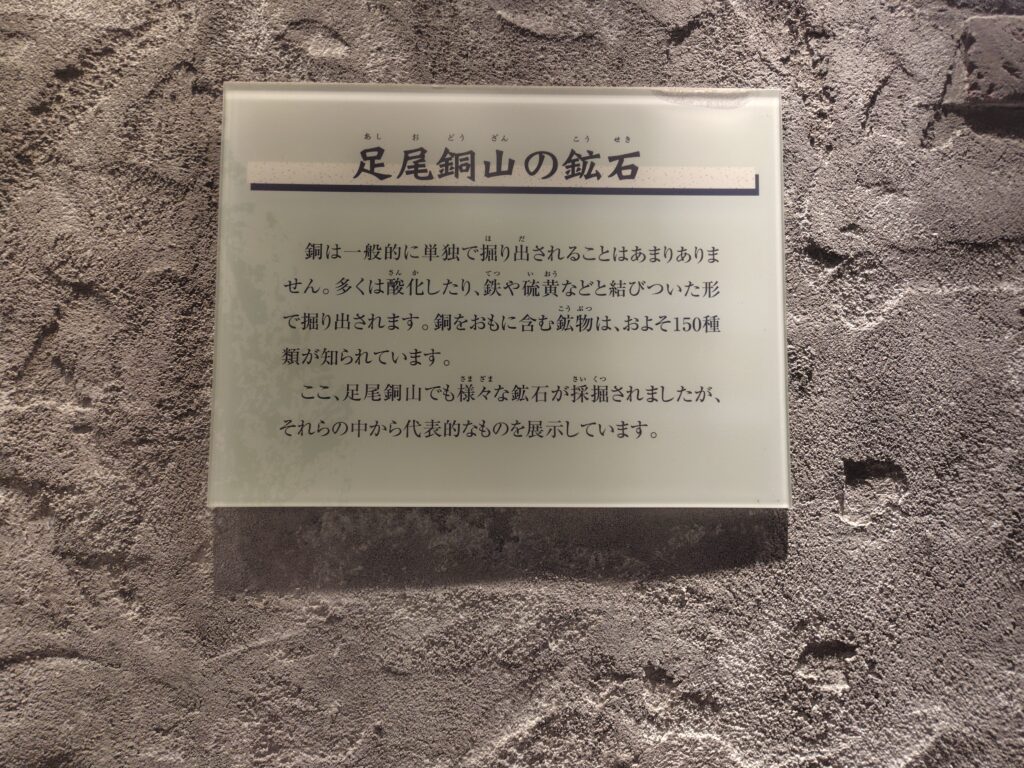 あしおどうざん こうせき
足尾銅山の鉱石
ほ だ
銅は一般的に単独で掘り出されることはあまりありま
さんか てつ いおう
せん。多くは酸化したり、鉄や硫黄などと結びついた形
こうぶつ
で掘り出されます。銅をおもに含む鉱物は、およそ150種
類が知られています。
さまざま さいくつ
ここ、足尾銅山でも様々な鉱石が採掘されましたが、
それらの中から代表的なものを展示しています。